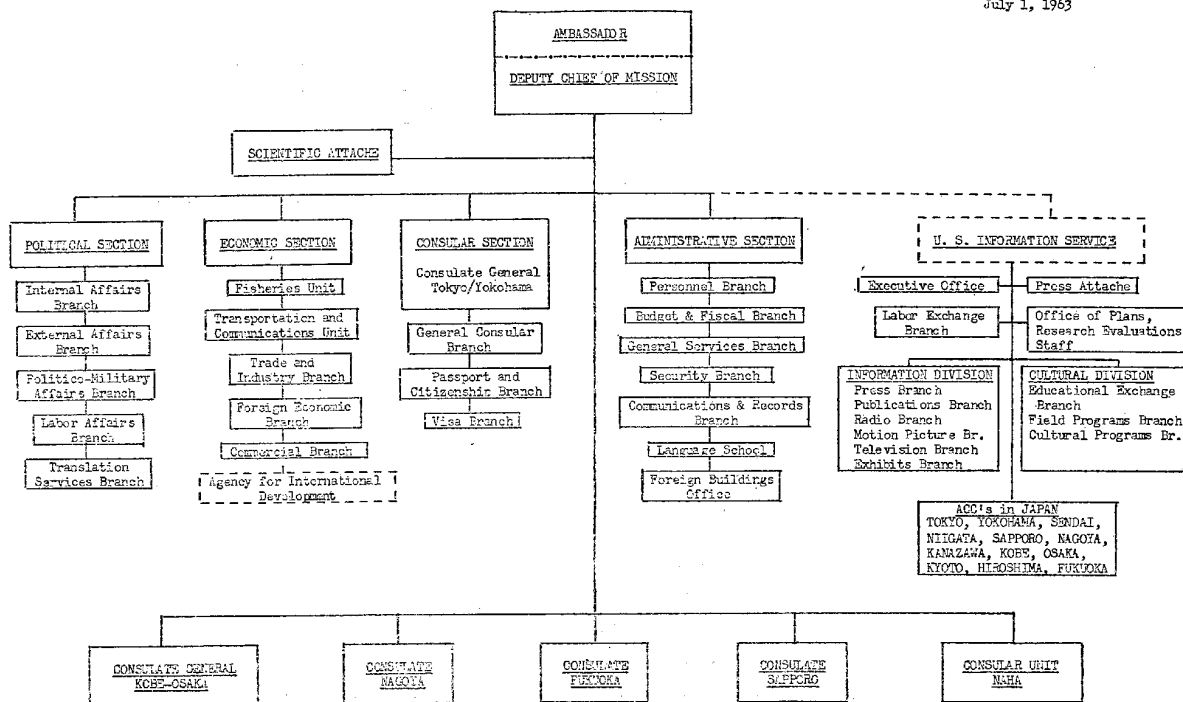 July 1, 1963
AMBASSADOR
DEPUTY CHIEF OF MISSION
SCIENTIFIC ATTACHE
POLITICAL SECTION
Internal Affairs
Branch
External Affairs
Branch
Politico-Military
Affairs Branch
Labor Affairs
Branch
Translation
Services Branch
ECONOMIC SECTION
Fisheries Unit
Transportation and
Communications Unit
Trade and
Industry Branch
Foreign Economic
Branch
Commercial Branch
Agency for International
Development
CONSULAR SECTION
Consulate General
Tokyo/Yokohama
General Consular
Branch
Passport and
Citizenship Branch
Visa Branch
ADMINISTRATIVE SECTION
Personnel Branch
Budget & Fiscal Branch
General Services Branch
Security Branch
Communications & Records
Branch
Language School
Foreign Buildings
Office
U. S. INFORMATION SERVICE
Executive Office
Press Attache
Labor Exchange
Branch
Office of Plans,
Research Evaluations
Staff
INFORMATION DIVISION
Press Branch
Publications Branch
Radio Branch
Motion Picture Br.
Television Branch
Exhibits Branch
CULTURAL DIVISION
Educational Exchange
Branch
Field Programs Branch
Cultural Programs Br.
ACC's in JAPAN
TOKYO, YOKOHAMA, SENDAI,
NIIGATA, SAPPORO, NAGOYA,
KANAZAWA, KOBE, OSAKA,
KYOTO, HIROSHIMA, FUKUOKA
CONSULATE GENERAL
KOBE-OSAKA
CONSULATE
NAGOYA
CONSULATE
FUKUOKA
CONSULATE
SAPPORO
CONSULAR UNIT
NAHA